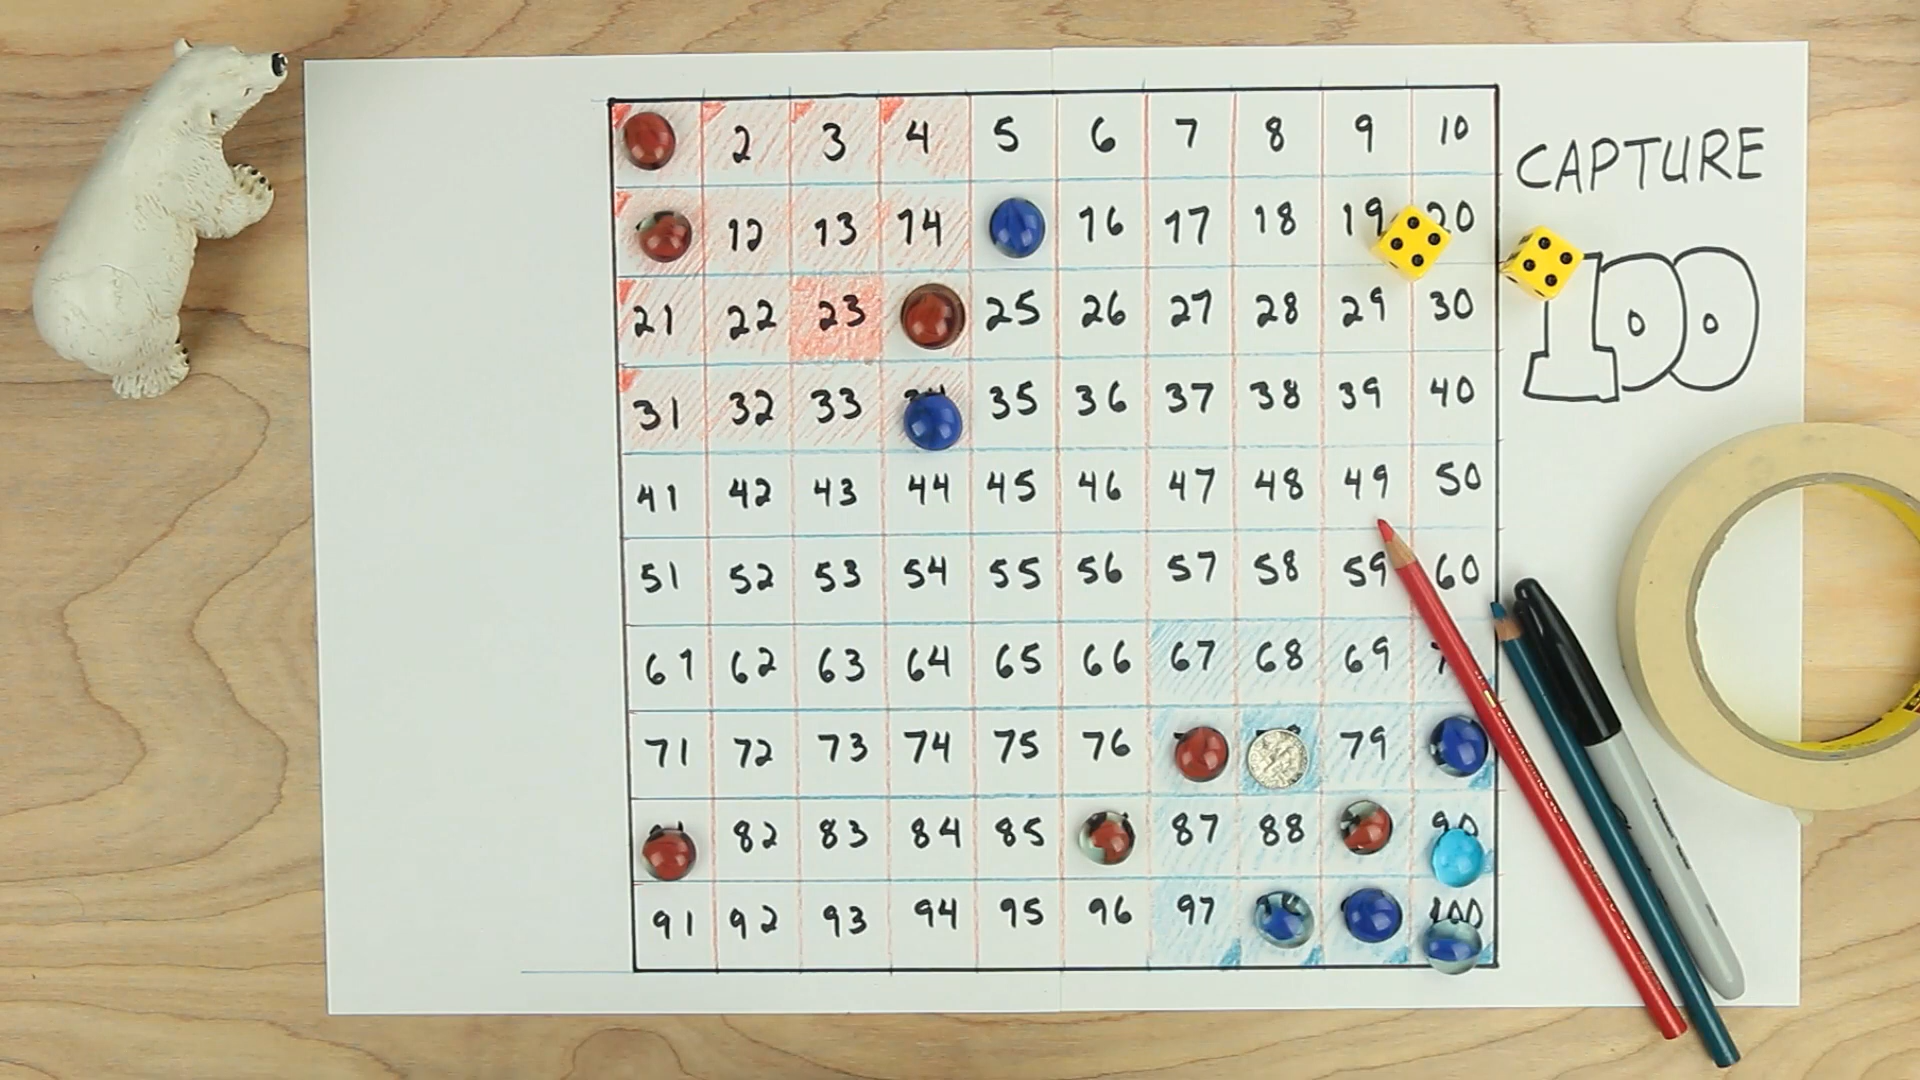 2 3 4 5 6 7 8 9 10
CAPTURE
12 13 14 16 17 18 19 20
100
21 22 23 25 26 27 28 29 30
31 32 33 35 36 37 38 39 40
41 42 43 44 45 46 47 48 49 50
51 52 53 54 55 56 57 58 59 60
61 62 63 64 65 66 67 68 69
71 72 73 74 75 76 79
82 83 84 85 87 88 90
91 92 93 94 95 96 97 100